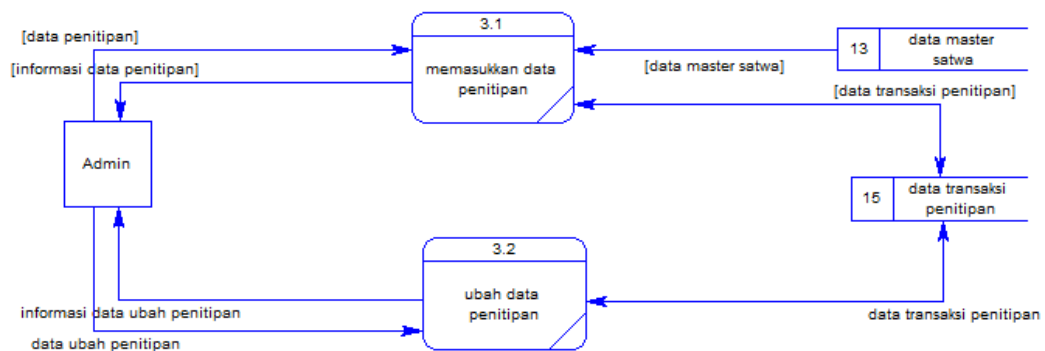 [data penitipan]
[informasi data penitipan]
3.1
memasukkan data
penitipan
[data master satwa]
13
data master
satwa
[data transaksi penitipan]
Admin
15
data transaksi
penitipan
3.2
ubah data
penitipan
informasi data ubah penitipan
data ubah penitipan
data transaksi penitipan